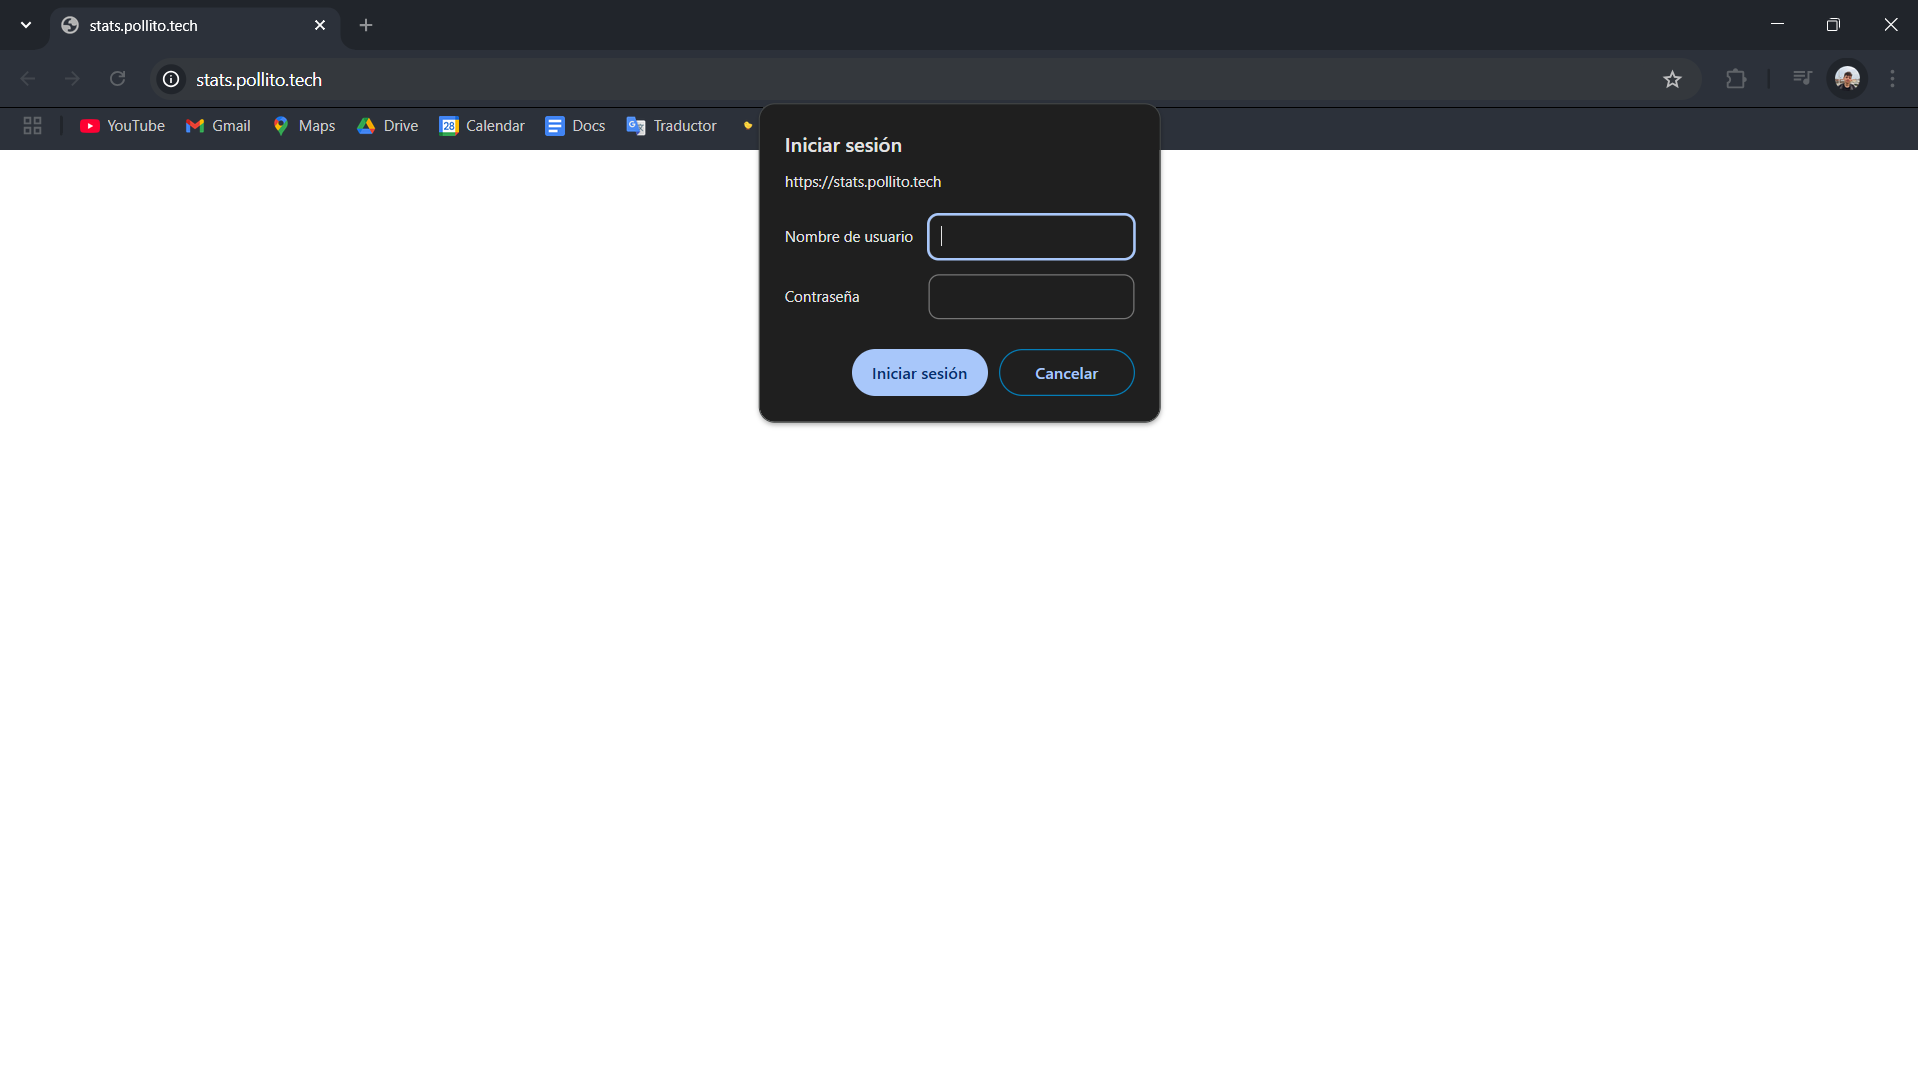 stats.pollito.tech
stats.pollito.tech
YouTube Gmail Maps Drive 28 Calendar Docs Traductor
Iniciar sesión
https://stats.pollito.tech
Nombre de usuario
Contraseña
Iniciar sesión Cancelar